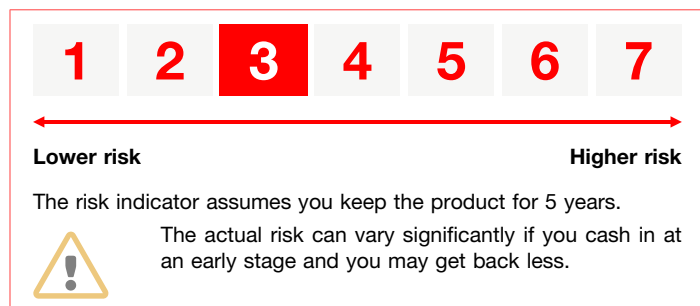 1 2 3 4 5 6 7
Lower risk Higher risk
The risk indicator assumes you keep the product for 5 years.
The actual risk can vary significantly if you cash in at
an early stage and you may get back less.